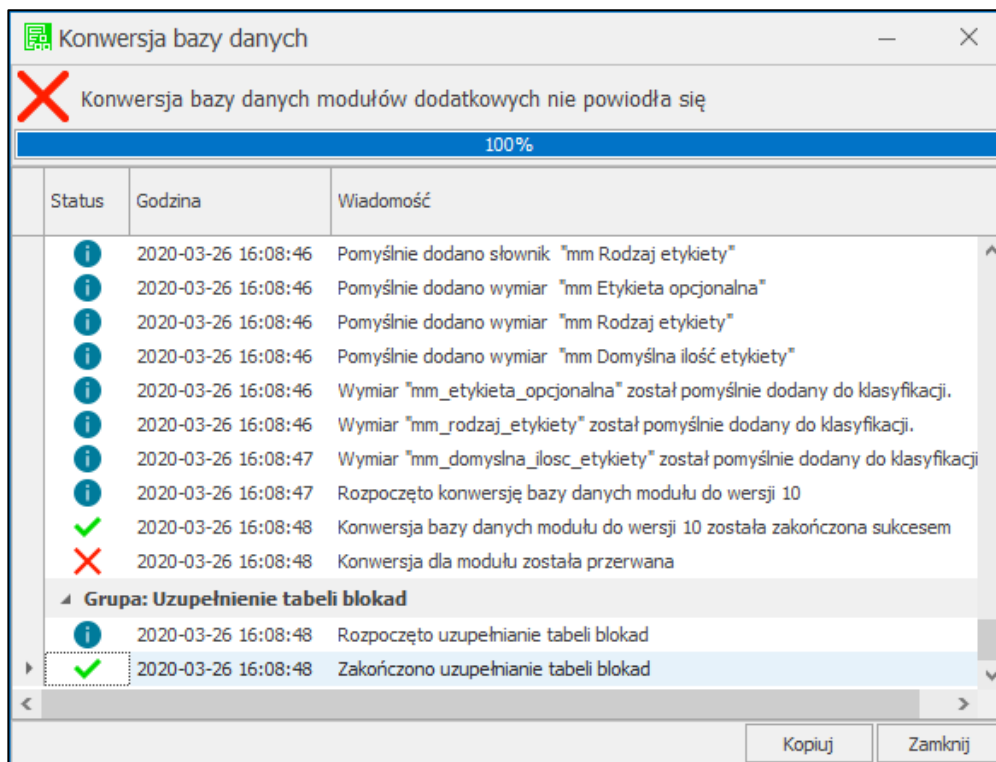 Konwersja bazy danych
Konwersja bazy danych modułów dodatkowych nie powiodła się
100%
Status Godzina Wiadomość
2020-03-26 16:08:46 Pomyślnie dodano słownik "mm Rodzaj etykiety"
2020-03-26 16:08:46 Pomyślnie dodano wymiar "mm Etykieta opcjonalna"
2020-03-26 16:08:46 Pomyślnie dodano wymiar "mm Rodzaj etykiety"
2020-03-26 16:08:46 Pomyślnie dodano wymiar "mm Domyślna ilość etykiety"
2020-03-26 16:08:46 Wymiar "mm_etykieta_opcjonalna" został pomyślnie dodany do klasyfikacji.
2020-03-26 16:08:46 Wymiar "mm_rodzaj_etykiety" został pomyślnie dodany do klasyfikacji.
2020-03-26 16:08:47 Wymiar "mm_domyslna_ilosc_etykiety" został pomyślnie dodany do klasyfikacji
2020-03-26 16:08:47 Rozpoczęto konwersję bazy danych modułu do wersji 10
2020-03-26 16:08:48 Konwersja bazy danych modułu do wersji 10 została zakończona sukcesem
2020-03-26 16:08:48 Konwersja dla modułu została przerwana
Grupa: Uzupełnienie tabeli blokad
2020-03-26 16:08:48 Rozpoczęto uzupełnianie tabeli blokad
2020-03-26 16:08:48 Zakończono uzupełnianie tabeli blokad
Kopiuj Zamknij